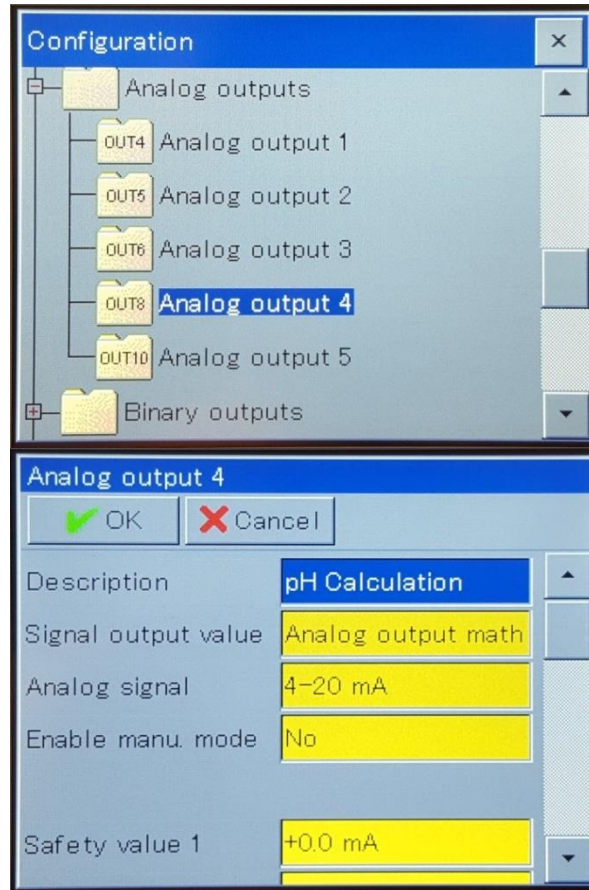 Configuration
Analog outputs
OUT4 Analog output 1
OUT5 Analog output 2
OUT6 Analog output 3
OUT8 Analog output 4
OUT10 Analog output 5
Binary outputs
Analog output 4
OK Cancel
Description pH Calculation
Signal output value Analog output math
Analog signal 4-20 mA
Enable manu. mode No
Safety value 1 +0.0 mA